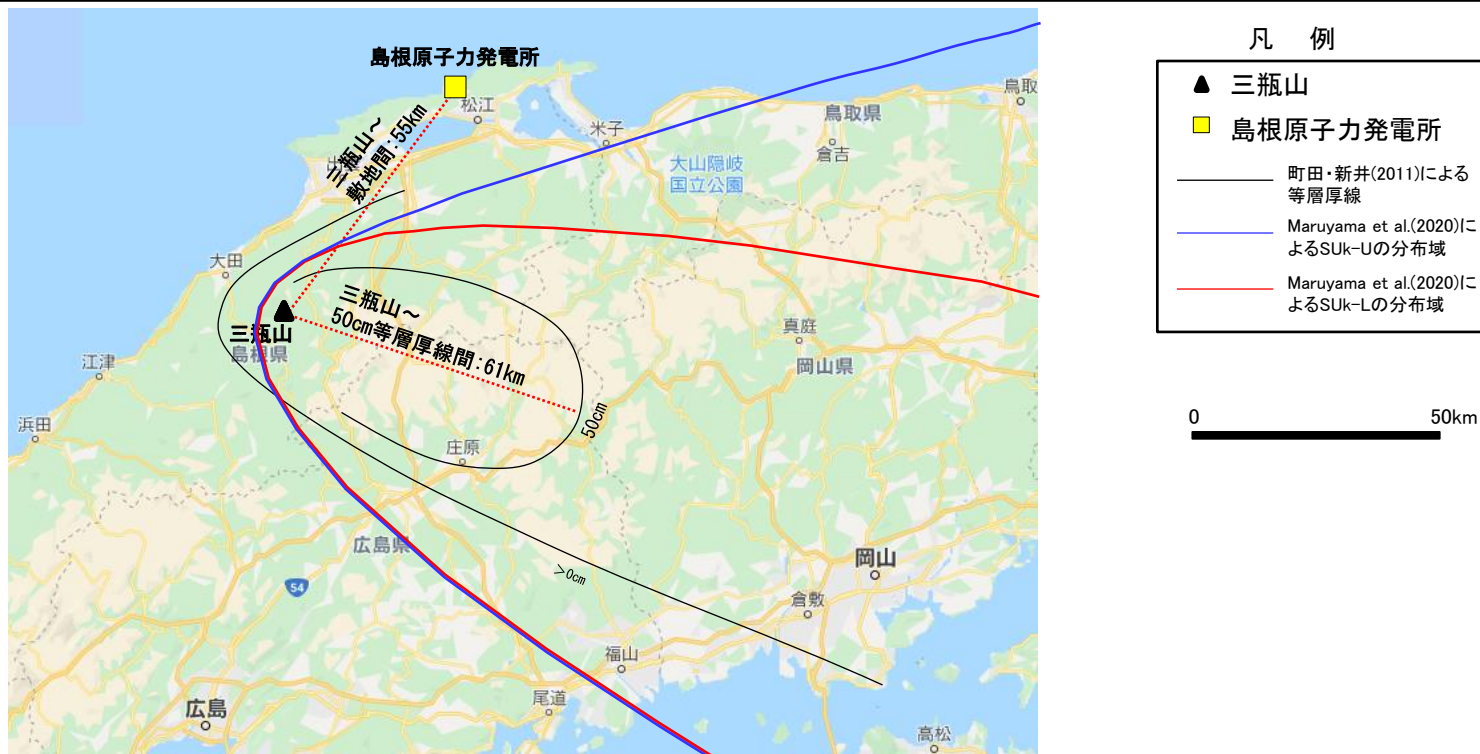 島根原子力発電所
松江
鳥取
鳥取県
米子
倉吉
大山隠岐
国立公園
三瓶山～
敷地間:55km
大田
三瓶山～
50cm等層厚線間:61km
三瓶山
島根県
真庭
岡山県
江津
浜田
50cm
庄原
広島県
岡山
>0cm
54
倉敷
福山
尾道
広島
高松
凡 例
三瓶山
島根原子力発電所
町田・新井(2011)による
等層厚線
Maruyama et al.(2020)に
よるSUk-Uの分布域
Maruyama et al.(2020)に
よるSUk-Lの分布域
0 50km